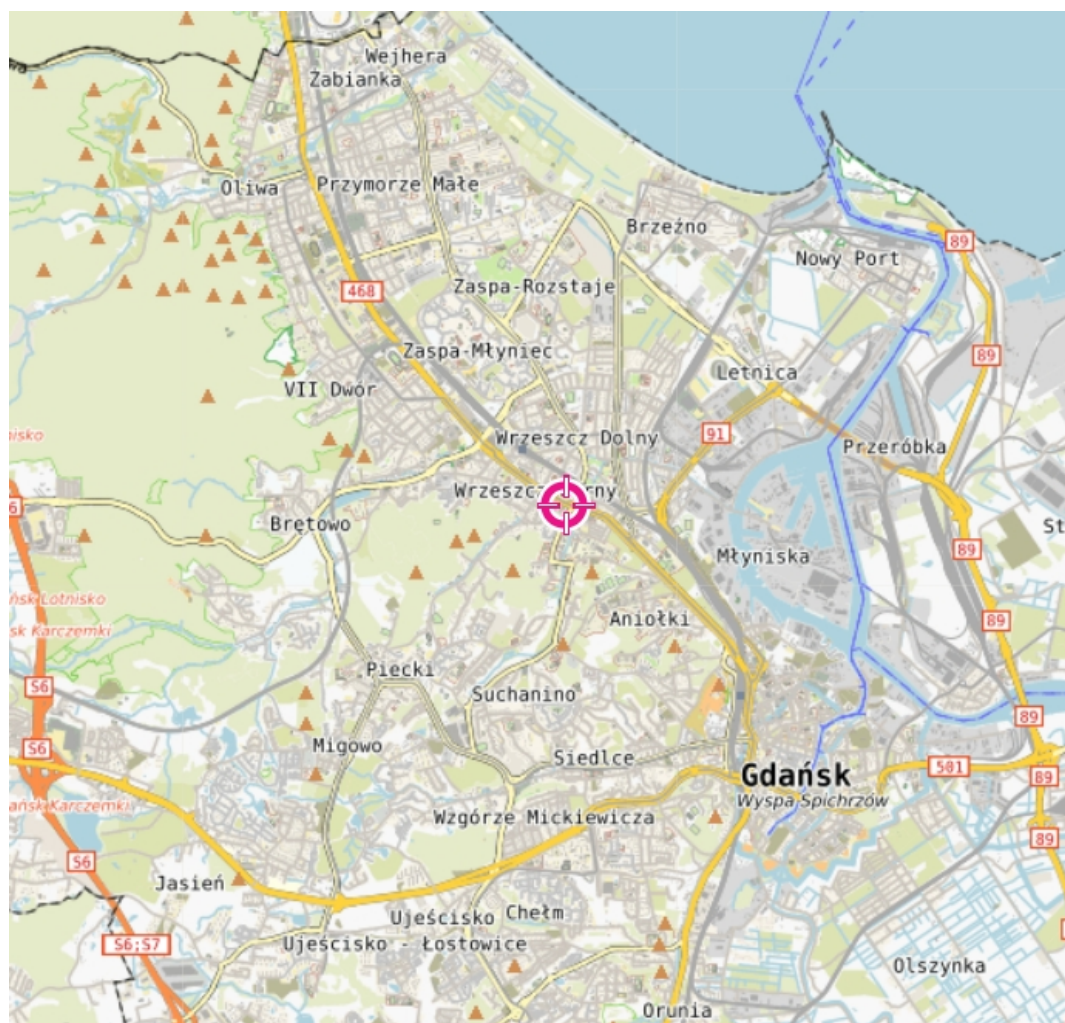 Wejhera
Żabianka
Oliwa
Przymorze Małe
Brzeźno
89
Nowy Port
468
Zaspa-Rozstaje
Zaspa-Młyniec
89
VII Dwór
Letnica
Wrzeszcz Dolny
91
Przeróbka
Brętowo
Młyniska
89
Aniołki
89
Piecki
S6
Suchanino
89
Migowo
S6
Siedlce
Gdańsk
501
89
Wyspa Spichrzów
Wzgórze Mickiewicza
89
S6
Jasień
Ujeścisko
Chełm
S6;S7
Ujeścisko - Łostowice
Olszynka
Orunia